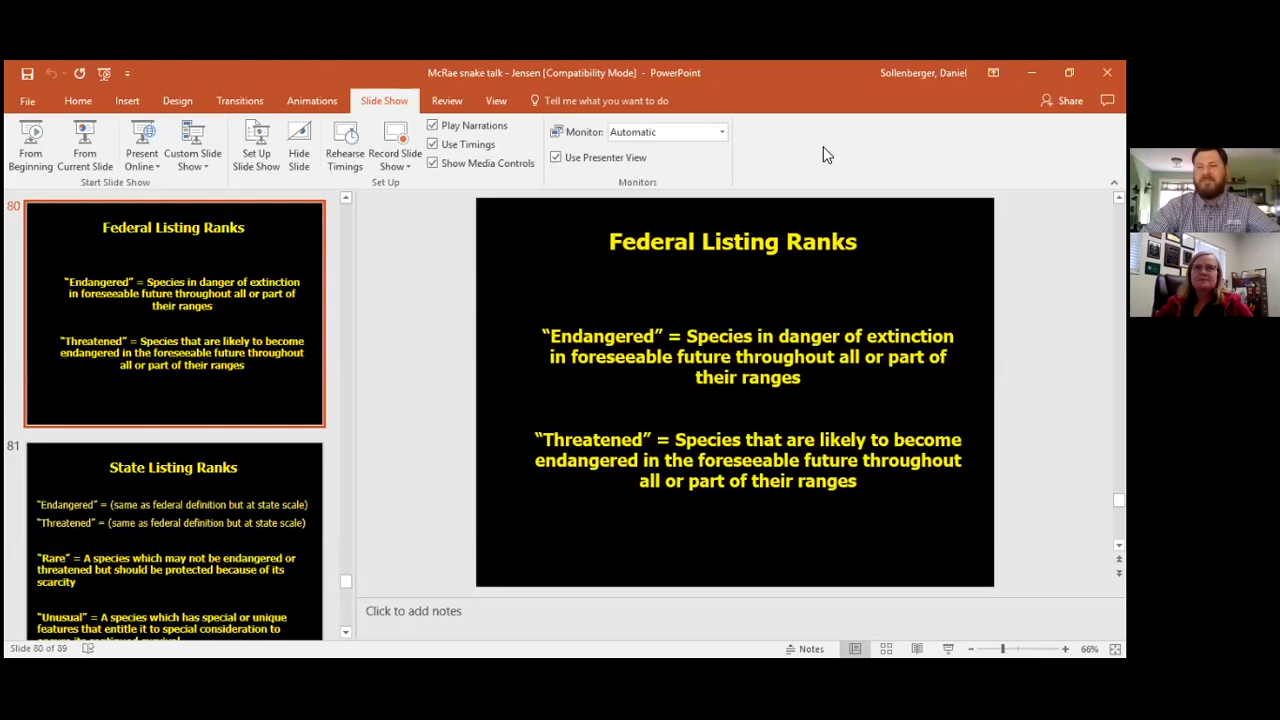 McRae snake talk - Jensen [Compatibility Mode] - PowerPoint
Sollenberger, Daniel
File
Home
Insert
Design
Transitions
Animations
Slide Show
Review
View
Tell me what you want to do
Share
From Beginning
From Current Slide
Present Online
Custom Slide Show
Start Slide Show
Set Up Slide Show
Hide Slide
Rehearse Timings
Record Slide Show
Set Up
Play Narrations
Use Timings
Show Media Controls
Monitor: Automatic
Use Presenter View
Monitors
80
Federal Listing Ranks
"Endangered" = Species in danger of extinction
in foreseeable future throughout all or part of
their ranges
"Threatened" = Species that are likely to become
endangered in the foreseeable future throughout
all or part of their ranges
81
State Listing Ranks
"Endangered" = (same as federal definition but at state scale)
"Threatened" = (same as federal definition but at state scale)
"Rare" = A species which may not be endangered or
threatened but should be protected because of its
scarcity
"Unusual" = A species which has special or unique
features that entitle it to special consideration to
Federal Listing Ranks
"Endangered" = Species in danger of extinction
in foreseeable future throughout all or part of
their ranges
"Threatened" = Species that are likely to become
endangered in the foreseeable future throughout
all or part of their ranges
Click to add notes
Slide 80 of 89
Notes
66%